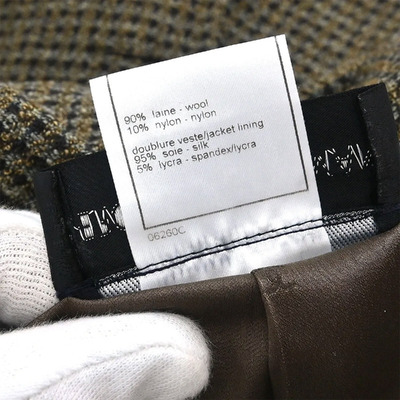 90% laine - wool
10% nylon - nylon
doublure veste/jacket lining
95% soie - silk
5% lycra - spandex/lycra
06260C